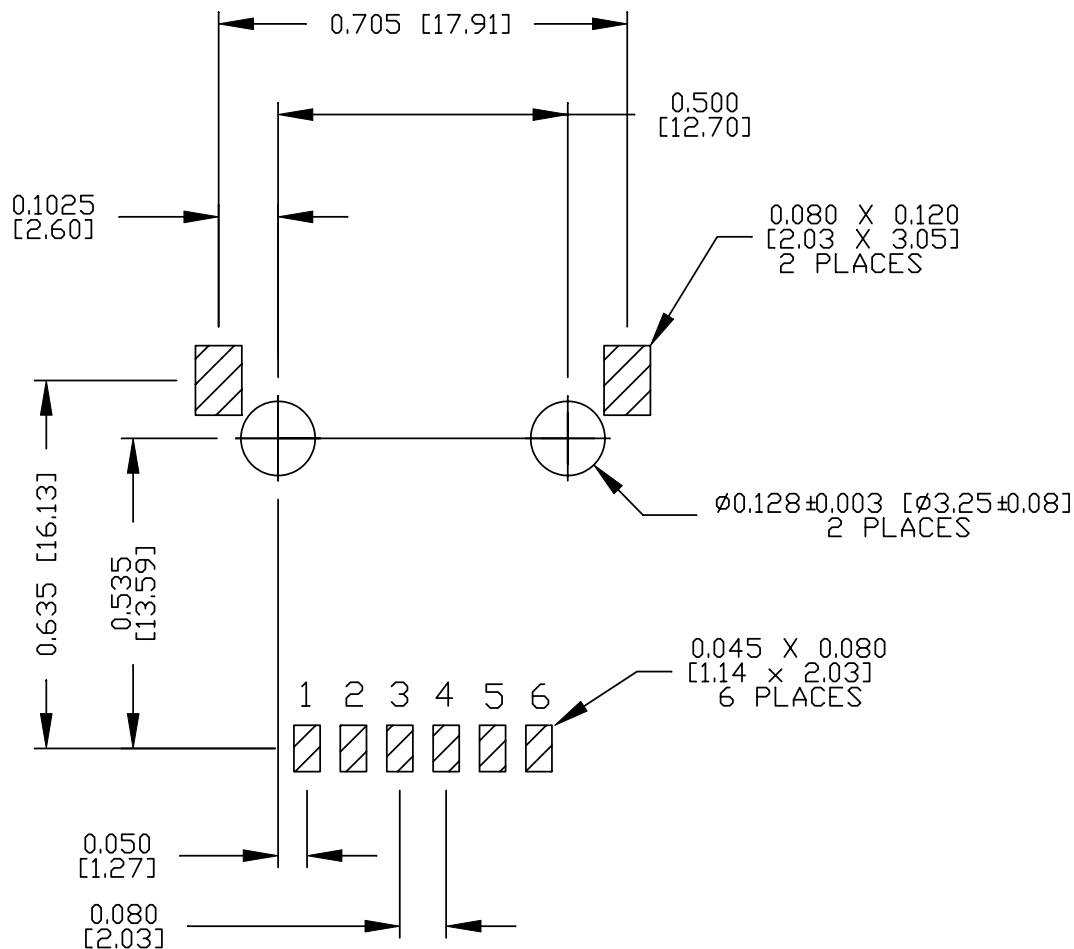 0.705 [17.91]
0.500
[12.70]
0.1025
[2.60]
0.080 X 0.120
[2.03 X 3.05]
2 PLACES
0.635 [16.13]
0.535
[13.59]
Ø0.128±0.003 [Ø3.25±0.08]
2 PLACES
0.045 X 0.080
[1.14 x 2.03]
6 PLACES
1 2 3 4 5 6
0.050
[1.27]
0.080
[2.03]